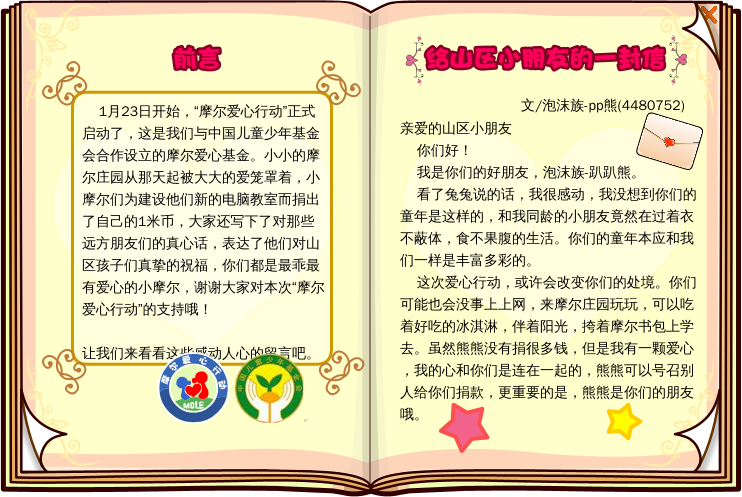 前言
1月23日开始，“摩尔爱心行动”正式
启动了，这是我们与中国儿童少年基金
会合作设立的摩尔爱心基金。小小的摩
尔庄园从那天起被大大的爱笼罩着，小
摩尔们为建设他们新的电脑教室而捐出
了自己的1米币，大家还写下了对那些
远方朋友们的真心话，表达了他们对山
区孩子们真挚的祝福，你们都是最乖最
有爱心的小摩尔，谢谢大家对本次“摩尔
爱心行动”的支持哦！
让我们来看看这些感动人心的留言吧。
摩尔爱心行动
MOLE
中国儿童少年基金会
给山区小朋友的一封信
文/泡沫族-pp熊(4480752)
亲爱的山区小朋友
你们好！
我是你们的好朋友，泡沫族-趴趴熊。
看了兔兔说的话，我很感动，我没想到你们的
童年是这样的，和我同龄的小朋友竟然在过着衣
不蔽体，食不果腹的生活。你们的童年本应和我
们一样是丰富多彩的。
这次爱心行动，或许会改变你们的处境。你们
可能也会没事上上网，来摩尔庄园玩玩，可以吃
着好吃的冰淇淋，伴着阳光，挎着摩尔书包上学
去。虽然熊熊没有捐很多钱，但是我有一颗爱心
，我的心和你们是连在一起的，熊熊可以号召别
人给你们捐款，更重要的是，熊熊是你们的朋友
哦。